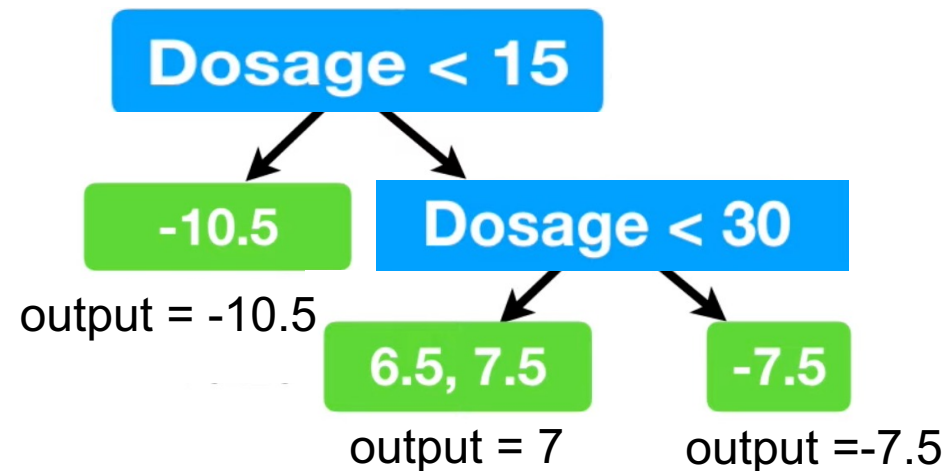 Dosage < 15
-10.5
Dosage < 30
output = -10.5
6.5, 7.5
-7.5
output = 7
output =-7.5